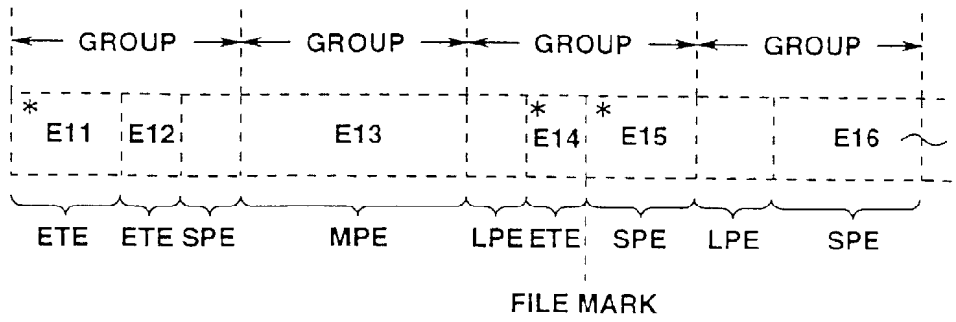 GROUP GROUP GROUP GROUP
* E11 E12 E13 * E14 * E15 E16
ETE ETE SPE MPE LPE ETE SPE LPE SPE
FILE MARK